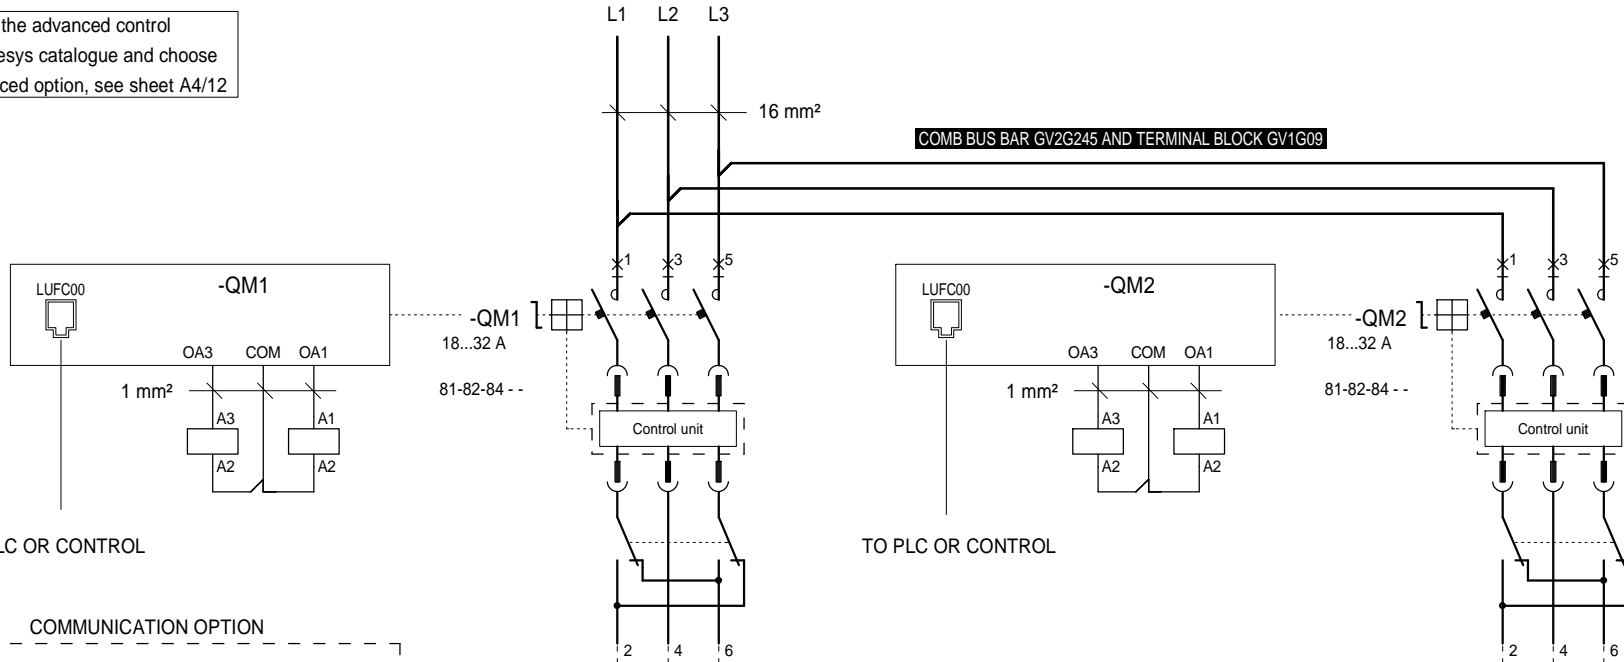 the advanced control
esys catalogue and choose
ced option, see sheet A4/12
L1 L2 L3
16 mm²
COMB BUS BAR GV2G245 AND TERMINAL BLOCK GV1G09
1 3 5
1 3 5
LUFC00
-QM1
OA3 COM OA1
1 mm²
A3 A1
A2 A2
LC OR CONTROL
-QM1
18...32 A
81-82-84 - -
Control unit
2 4 6
LUFC00
-QM2
OA3 COM OA1
1 mm²
A3 A1
A2 A2
TO PLC OR CONTROL
-QM2
18...32 A
81-82-84 - -
Control unit
2 4 6
COMMUNICATION OPTION